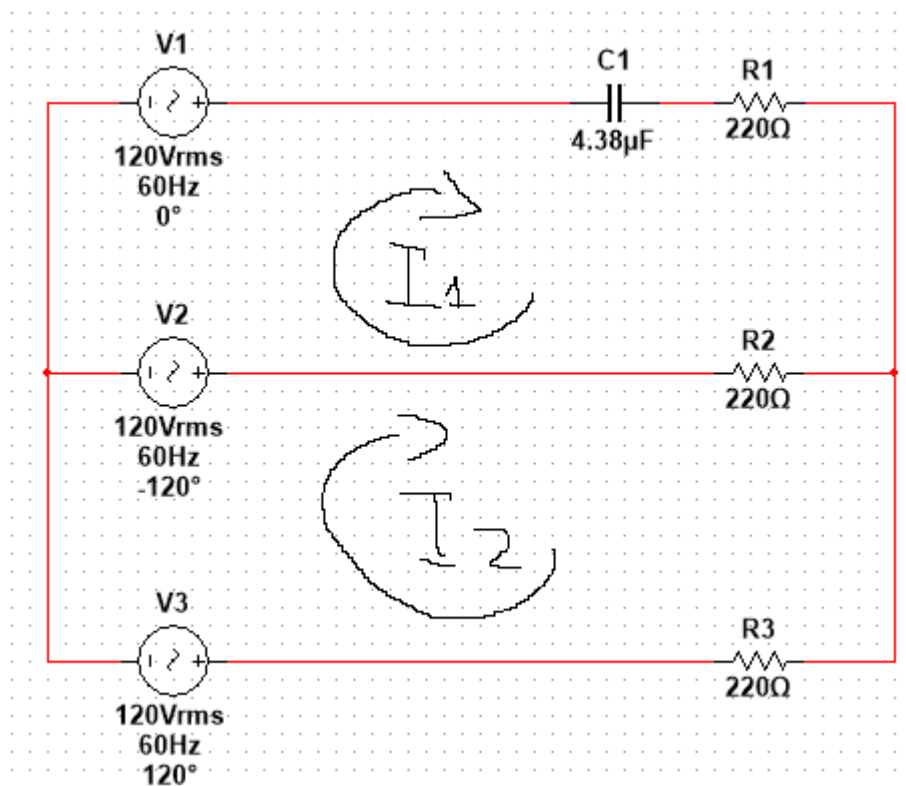 V1
120Vrms
60Hz
0°
C1
4.38µF
R1
220Ω
I1
V2
120Vrms
60Hz
-120°
R2
220Ω
I2
V3
120Vrms
60Hz
120°
R3
220Ω